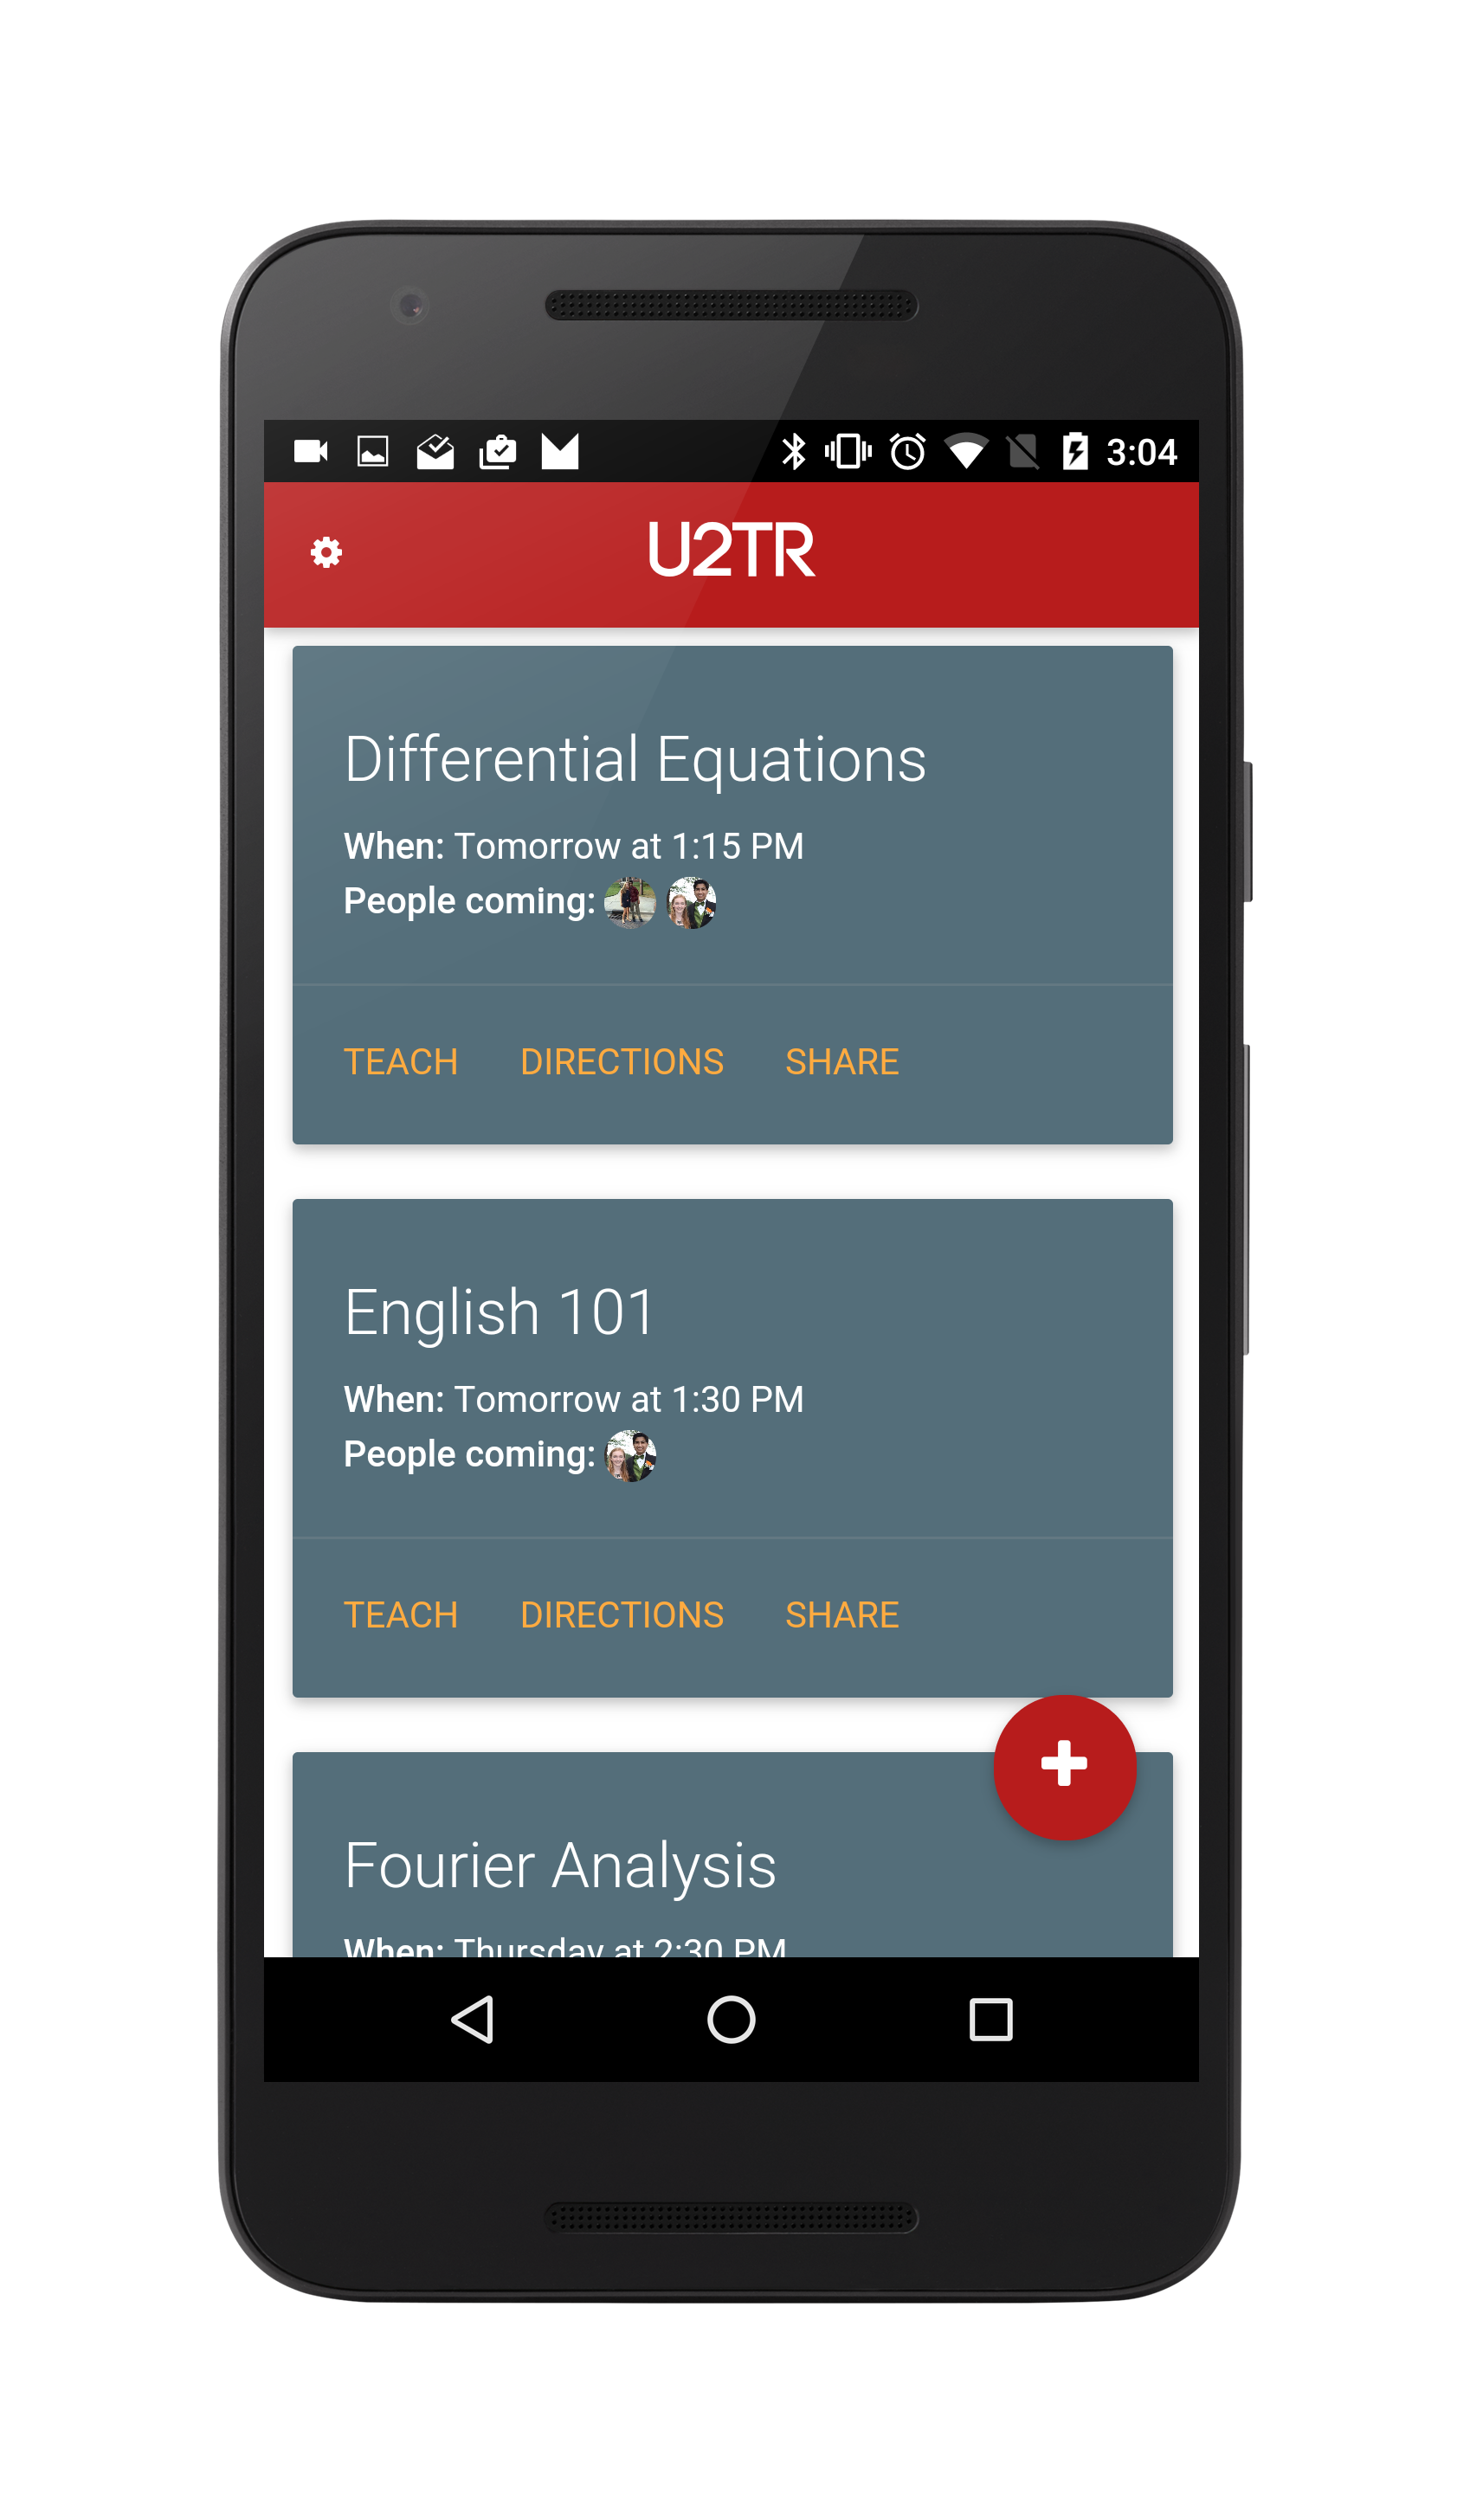 3:04
U2TR
Differential Equations
When: Tomorrow at 1:15 PM
People coming:
TEACH DIRECTIONS SHARE
English 101
When: Tomorrow at 1:30 PM
People coming:
TEACH DIRECTIONS SHARE
Fourier Analysis
When: Thursday at 2:30 PM